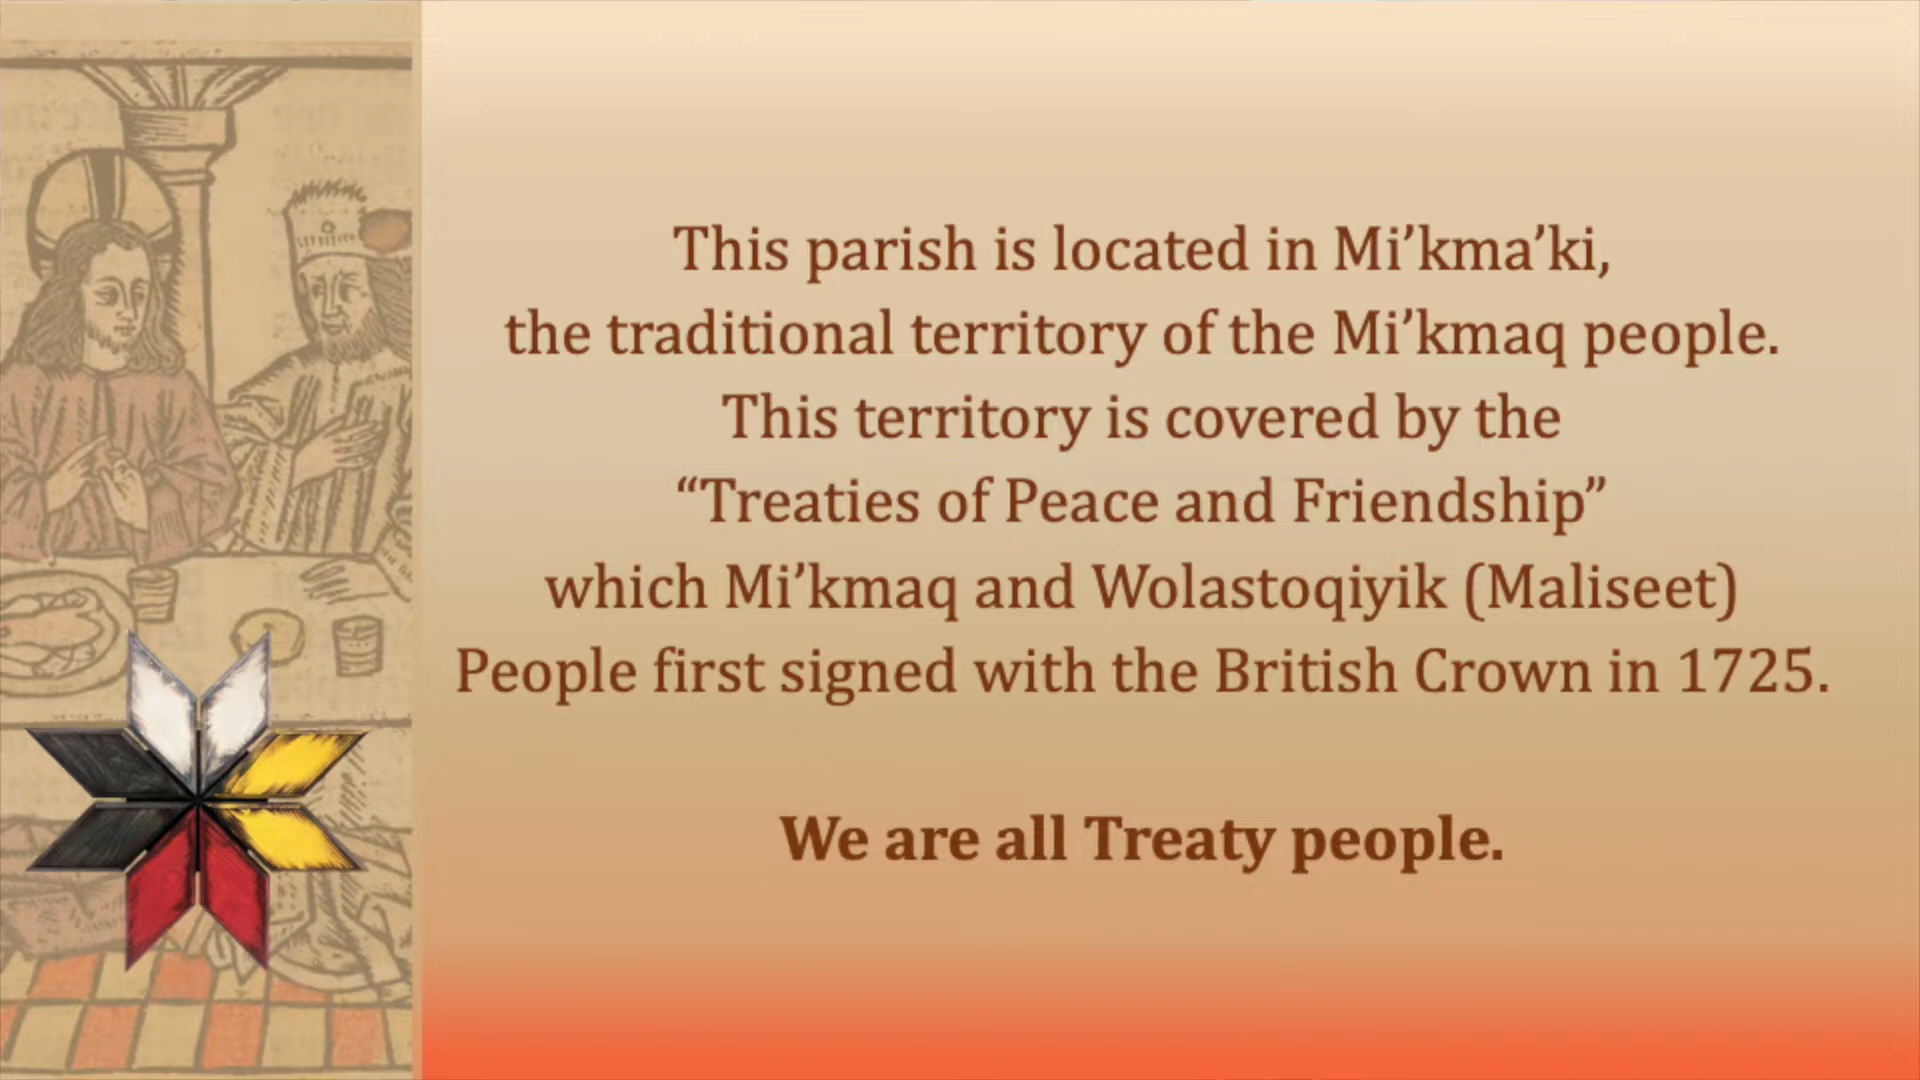 This parish is located in Mi’kma’ki,
the traditional territory of the Mi’kmaq people.
This territory is covered by the
“Treaties of Peace and Friendship”
which Mi’kmaq and Wolastoqiyik (Maliseet)
People first signed with the British Crown in 1725.
We are all Treaty people.